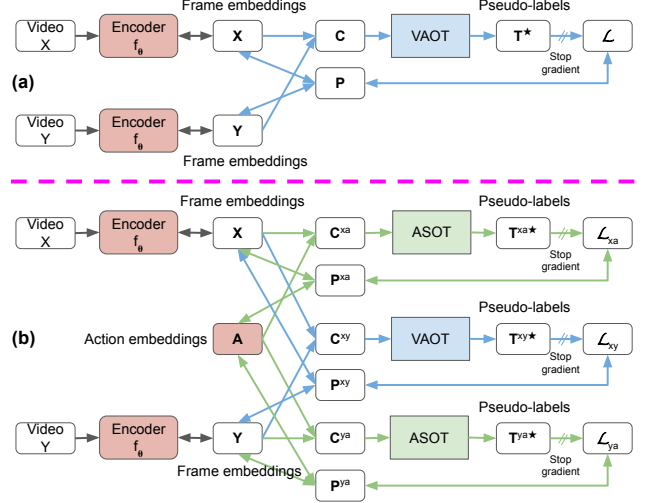 Frame embeddings
Pseudo-labels
Video X
Encoder fθ
X
C
VAOT
T★
ℒ
Stop gradient
(a)
P
Video Y
Encoder fθ
Y
Frame embeddings
Frame embeddings
Pseudo-labels
Video X
Encoder fθ
X
Cxa
ASOT
Txa★
ℒxa
Stop gradient
Pxa
Pseudo-labels
(b)
Action embeddings
A
Cxy
VAOT
Txy★
ℒxy
Stop gradient
Pxy
Pseudo-labels
Video Y
Encoder fθ
Y
Cya
ASOT
Tya★
ℒya
Frame embeddings
Stop gradient
Pya